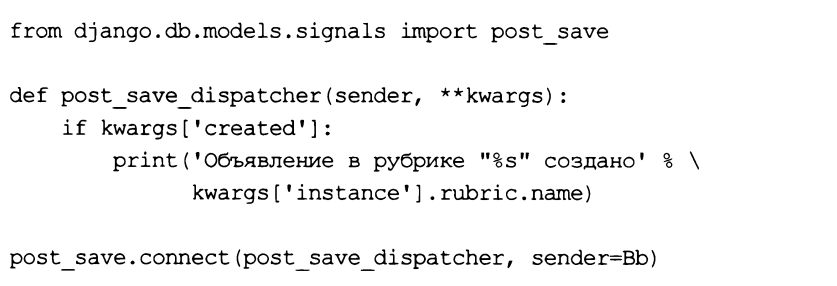 from django.db.models.signals import post_save
def post_save_dispatcher(sender, **kwargs):
    if kwargs['created']:
        print('Объявление в рубрике "%s" создано' % \
              kwargs['instance'].rubric.name)
post_save.connect(post_save_dispatcher, sender=Bb)